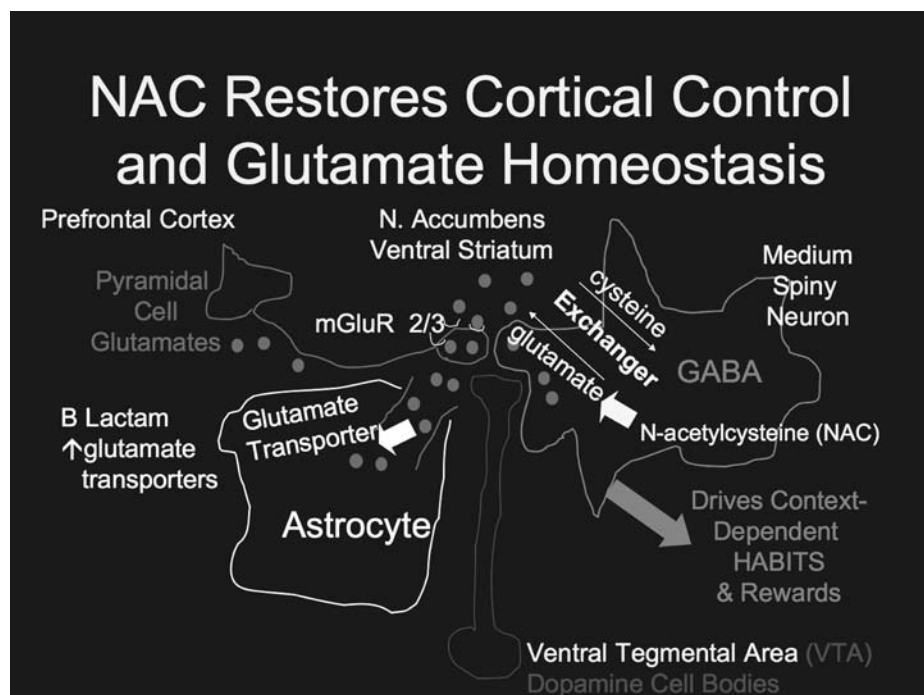 NAC Restores Cortical Control
and Glutamate Homeostasis
Prefrontal Cortex
N. Accumbens
Ventral Striatum
Medium
Spiny
Neuron
Pyramidal
Cell
Glutamates
mGluR 2/3
cysteine
Exchanger
glutamate
GABA
B Lactam
↑glutamate
transporters
Glutamate
Transporter
N-acetylcysteine (NAC)
Astrocyte
Drives Context-
Dependent
HABITS
& Rewards
Ventral Tegmental Area (VTA)
Dopamine Cell Bodies